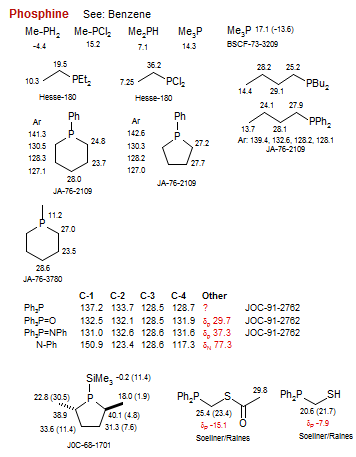 Phosphine See: Benzene
Me-PH2 Me-PCl2 Me2PH Me3P Me3P 17.1 (-13.6)
-4.4 15.2 7.1 14.3 BSCF-73-3209
19.5 36.2 28.2 25.2
10.3 PEt2 7.25 PCl2 14.4 29.1 PBu2
Hesse-180 Hesse-180
24.1 27.9
13.7 28.1 PPh2
Ar: 139.4, 132.6, 128.2, 128.1
JA-76-2109
Ar Ph Ar Ph
141.3 P 142.6 P
130.5 24.8 130.3 27.2
128.3 23.7 128.2 27.7
127.1 127.0
28.0
JA-76-2109 JA-76-2109
11.2
P 27.0
23.5
28.6
JA-76-3780
C-1 C-2 C-3 C-4 Other
Ph3P 137.2 133.7 128.5 128.7 ? JOC-91-2762
Ph3P=O 132.5 132.1 128.5 131.9 δP 29.7 JOC-91-2762
Ph3P=NPh 131.0 132.6 128.6 131.6 δP 37.3 JOC-91-2762
N-Ph 150.9 123.4 128.6 117.3 δN 77.3
SiMe3 -0.2 (11.4)
22.8 (30.5) P 18.0 (1.9)
38.9 40.1 (4.8)
33.6 (11.4) 31.3 (7.6)
JOC-68-1701
Ph2P S 29.8
25.4 (23.4) O
δP -15.1
Soellner/Raines
Ph2P SH
20.6 (21.7)
δP -7.9
Soellner/Raines